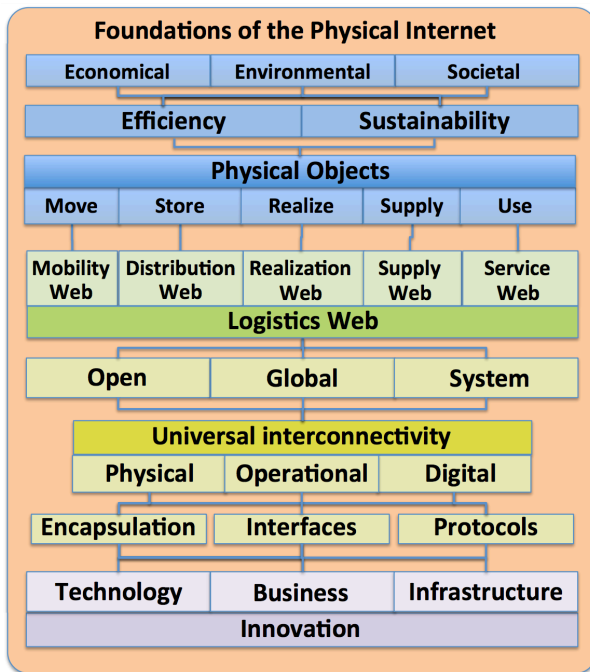 Foundations of the Physical Internet
Economical Environmental Societal
Efficiency Sustainability
Physical Objects
Move Store Realize Supply Use
Mobility Web Distribution Web Realization Web Supply Web Service Web
Logistics Web
Open Global System
Universal interconnectivity
Physical Operational Digital
Encapsulation Interfaces Protocols
Technology Business Infrastructure
Innovation